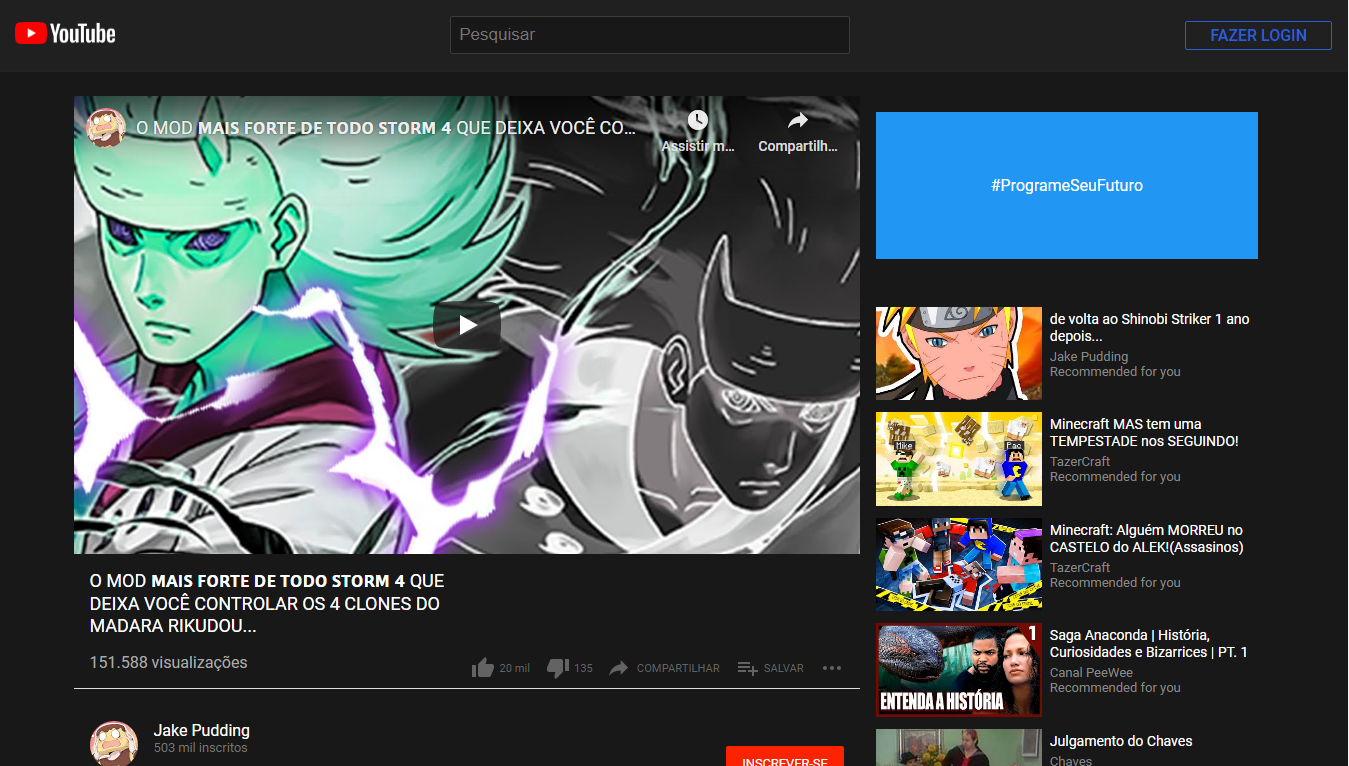 YouTube
Pesquisar
FAZER LOGIN
O MOD MAIS FORTE DE TODO STORM 4 QUE DEIXA VOCÊ CO...
Assistir m...
Compartilh...
#ProgrameSeuFuturo
de volta ao Shinobi Striker 1 ano
depois...
Jake Pudding
Recommended for you
Mike
Pac
Minecraft MAS tem uma
TEMPESTADE nos SEGUINDO!
TazerCraft
Recommended for you
Minecraft: Alguém MORREU no
CASTELO do ALEK!(Assasinos)
TazerCraft
Recommended for you
1
ENTENDA A HISTÓRIA
Saga Anaconda | História,
Curiosidades e Bizarrices | PT. 1
Canal PeeWee
Recommended for you
Julgamento do Chaves
Chaves
O MOD MAIS FORTE DE TODO STORM 4 QUE
DEIXA VOCÊ CONTROLAR OS 4 CLONES DO
MADARA RIKUDOU...
151.588 visualizações
20 mil
135
COMPARTILHAR
SALVAR
Jake Pudding
503 mil inscritos
INSCREVER-SE